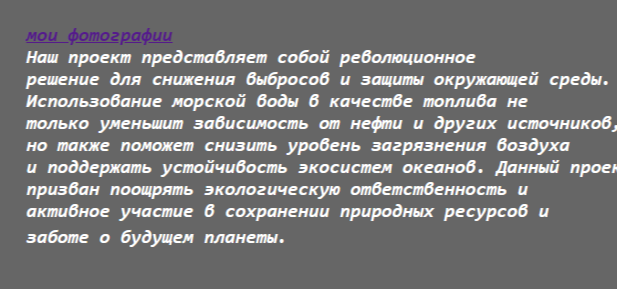 мои фотографии
Наш проект представляет собой революционное
решение для снижения выбросов и защиты окружающей среды.
Использование морской воды в качестве топлива не
только уменьшит зависимость от нефти и других источников,
но также поможет снизить уровень загрязнения воздуха
и поддержать устойчивость экосистем океанов. Данный
призван поощрять экологическую ответственность и
активное участие в сохранении природных ресурсов и
заботе о будущем планеты.